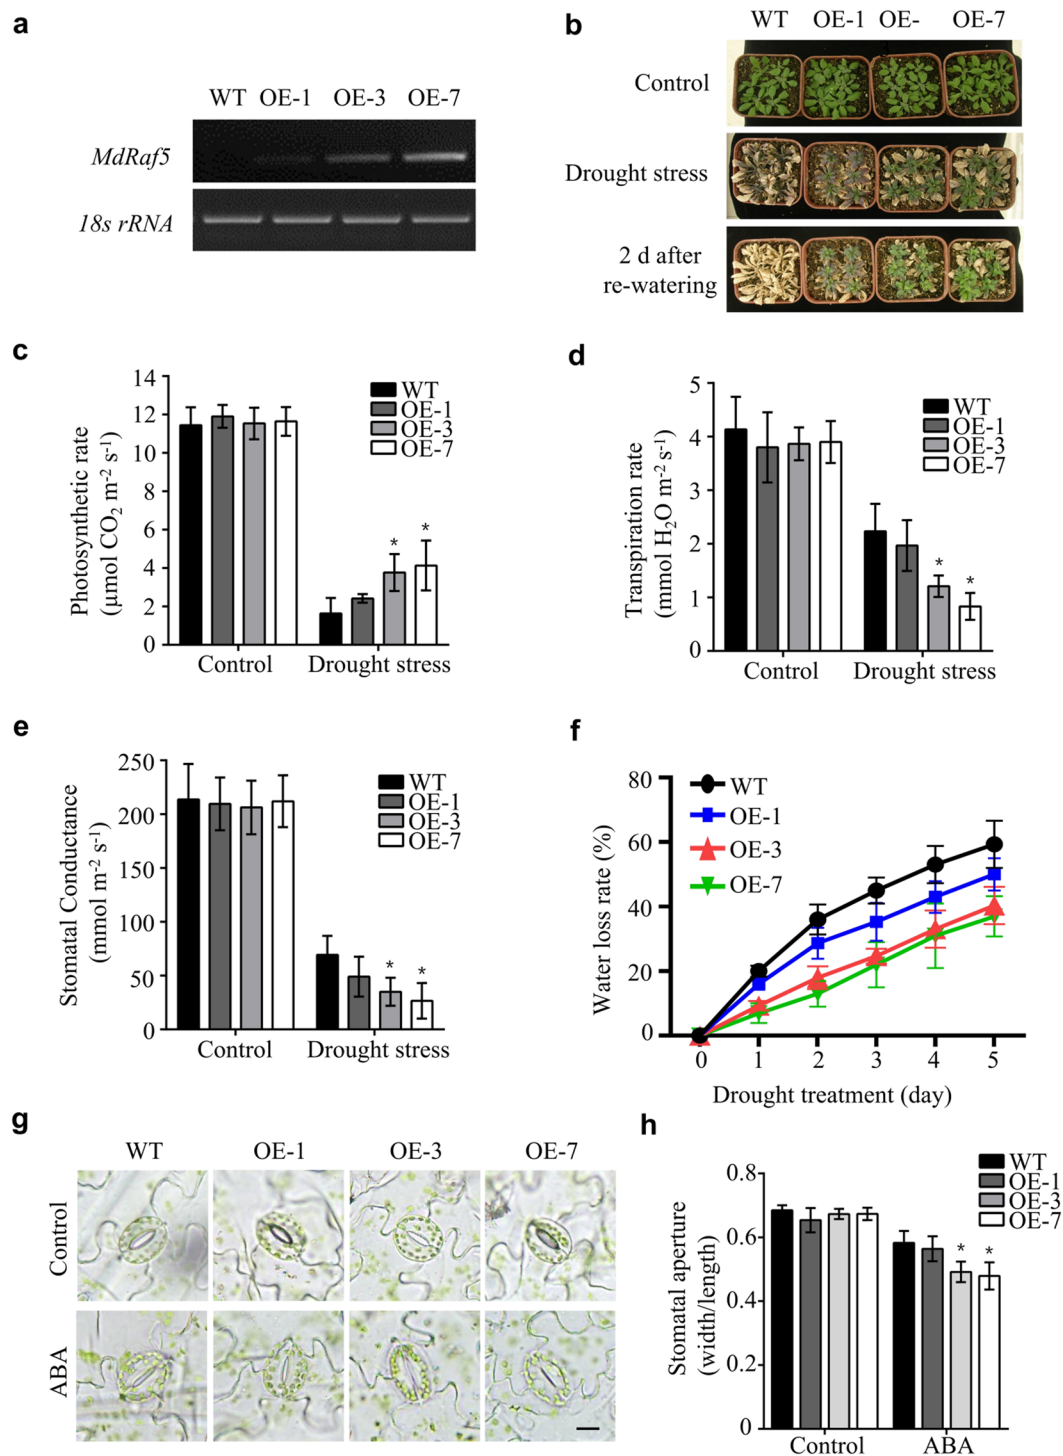 a
WT OE-1 OE-3 OE-7
MdRaf5
18s rRNA
b
WT OE-1 OE- OE-7
Control
Drought stress
2 d after
re-watering
c
Photosynthetic rate
(μmol CO₂ m⁻² s⁻¹)
14
12
10
8
6
4
2
0
WT
OE-1
OE-3
OE-7
* *
Control Drought stress
d
Transpiration rate
(mmol H₂O m⁻² s⁻¹)
5
4
3
2
1
0
WT
OE-1
OE-3
OE-7
* *
Control Drought stress
e
Stomatal Conductance
(mmol m⁻² s⁻¹)
250
200
150
100
50
0
WT
OE-1
OE-3
OE-7
* *
Control Drought stress
f
Water loss rate (%)
80
60
40
20
0
WT
OE-1
OE-3
OE-7
0 1 2 3 4 5
Drought treatment (day)
g
WT OE-1 OE-3 OE-7
Control
ABA
h
Stomatal aperture
(width/length)
0.8
0.6
0.4
0.2
0
WT
OE-1
OE-3
OE-7
* *
Control ABA